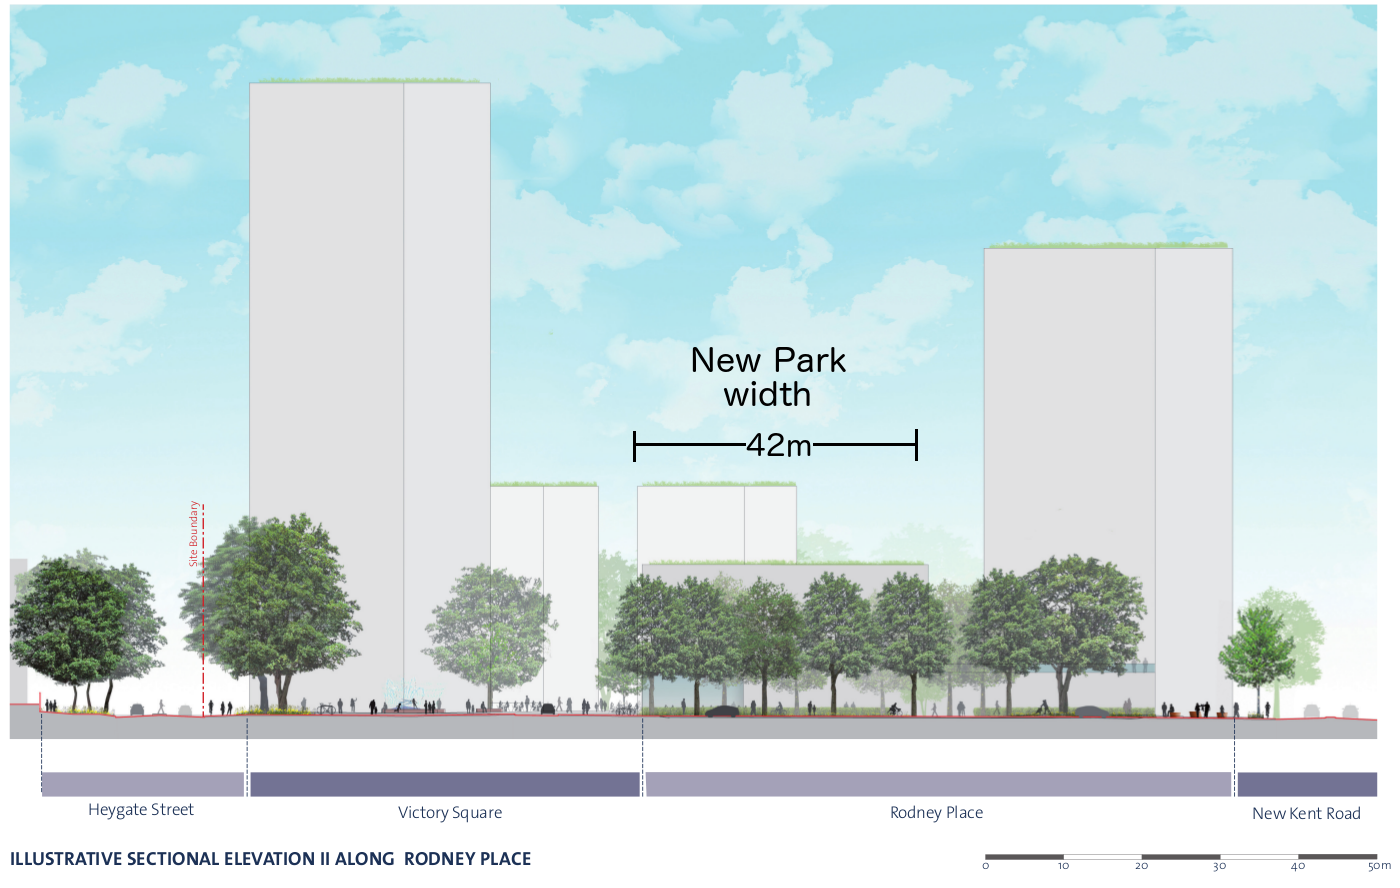 New Park
width
42m
Site Boundary
Heygate Street
Victory Square
Rodney Place
New Kent Road
ILLUSTRATIVE SECTIONAL ELEVATION II ALONG RODNEY PLACE
0 10 20 30 40 50m